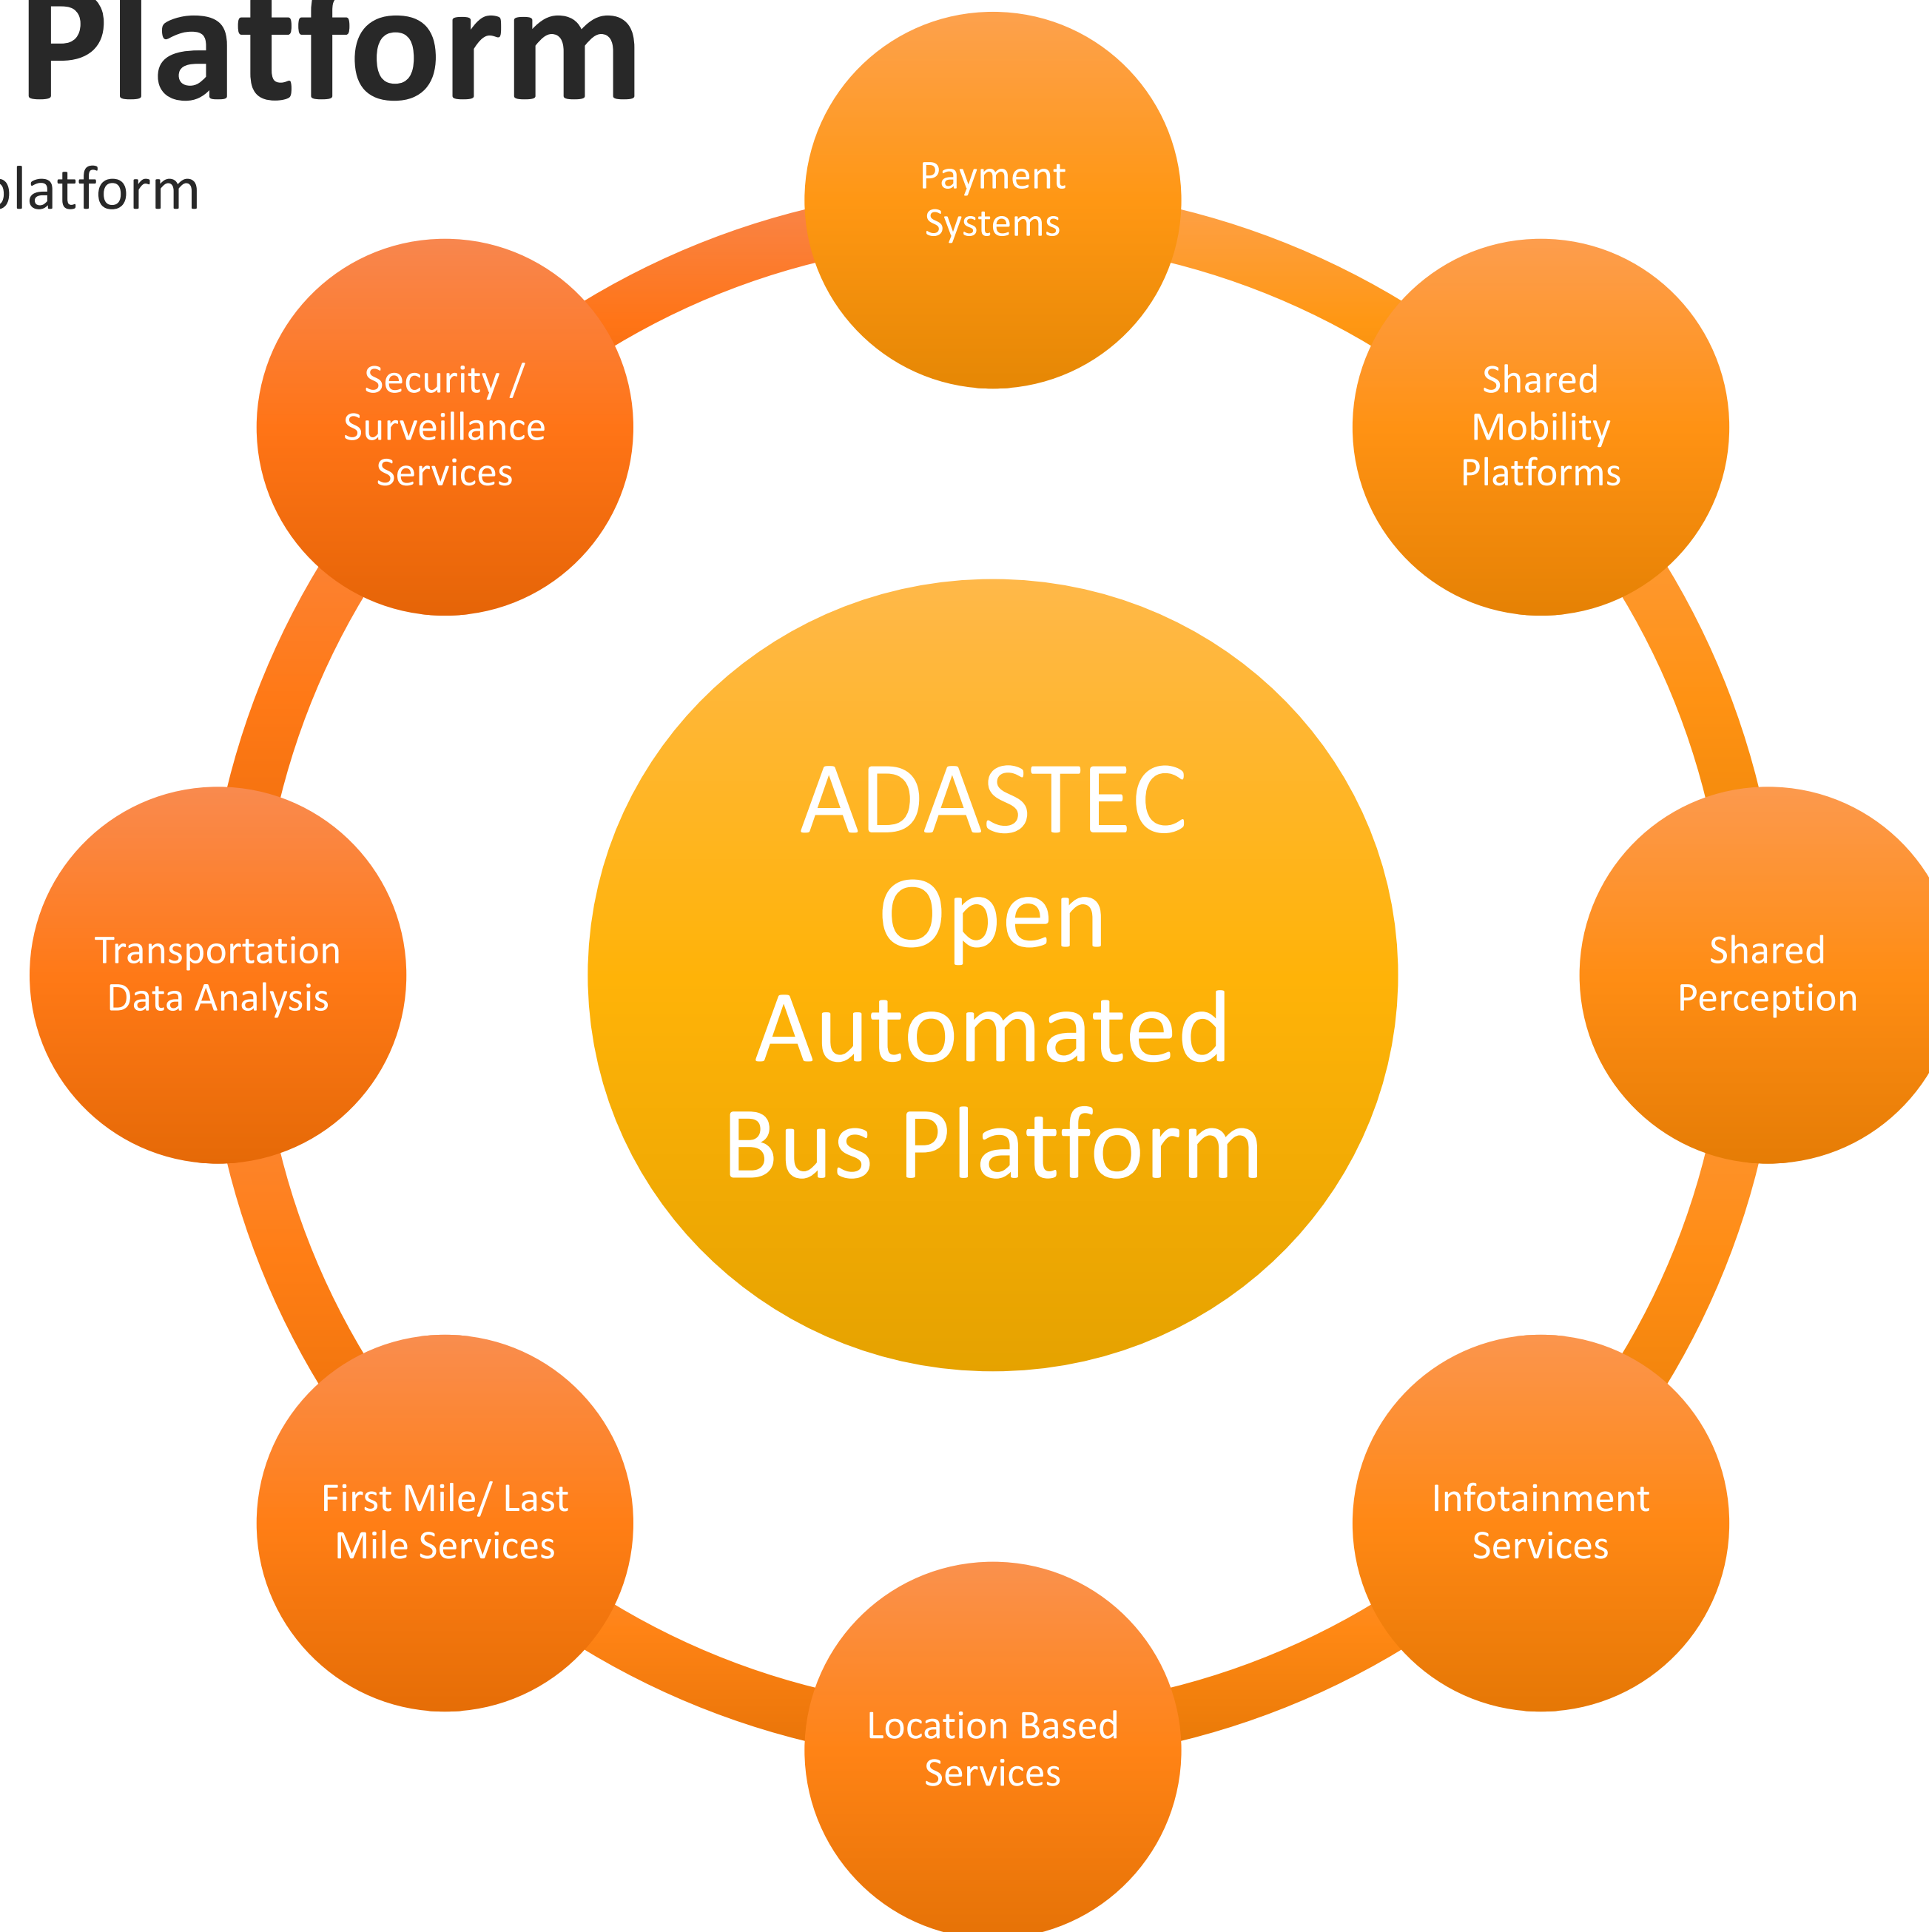 Platform
platform
Payment
Systems
Shared
Mobility
Platforms
Shared
Perception
Infotainment
Services
Location Based
Services
First Mile/ Last
Mile Services
Transportation
Data Analysis
Security /
Surveillance
Services
ADASTEC
Open
Automated
Bus Platform